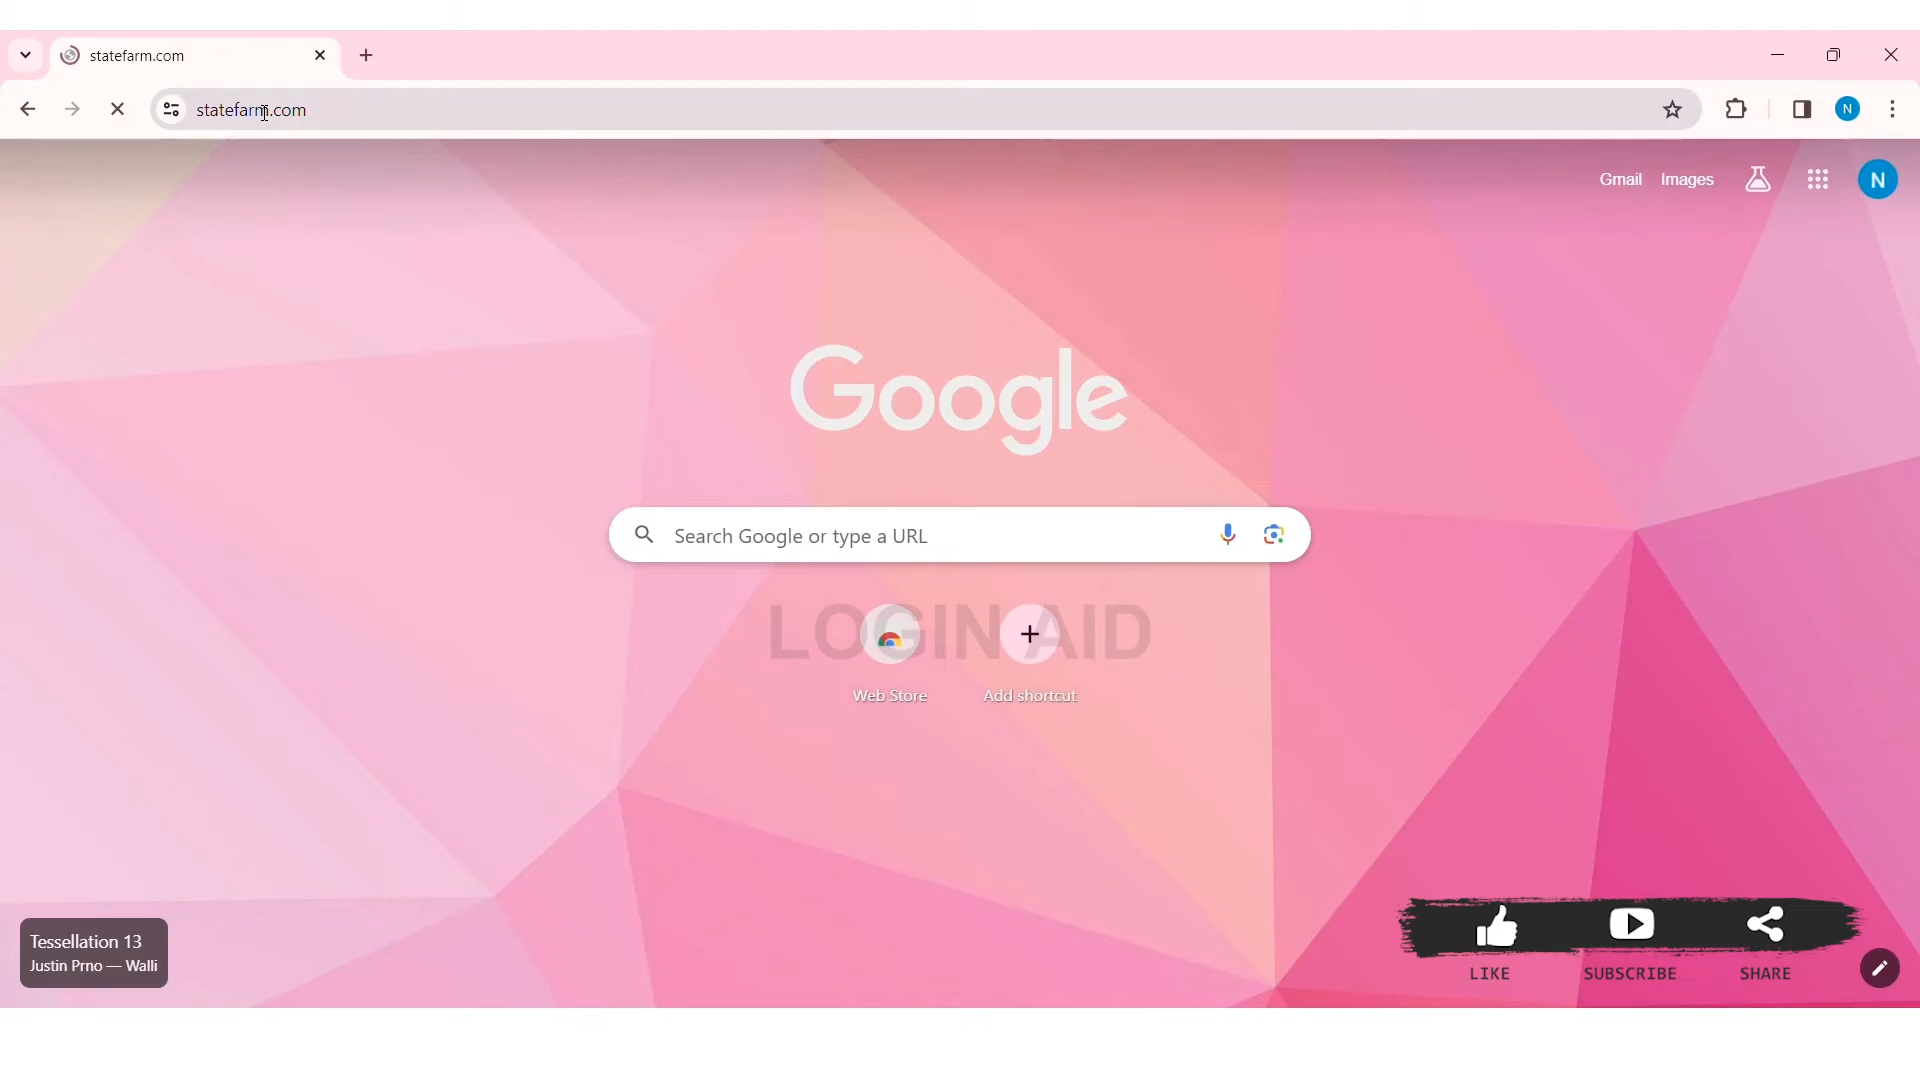 statefarm.com
statefarm.com
N
Gmail Images
N
Google
Search Google or type a URL
LOGIN AID
Web Store Add shortcut
Tessellation 13
Justin Prno — Walli
LIKE SUBSCRIBE SHARE